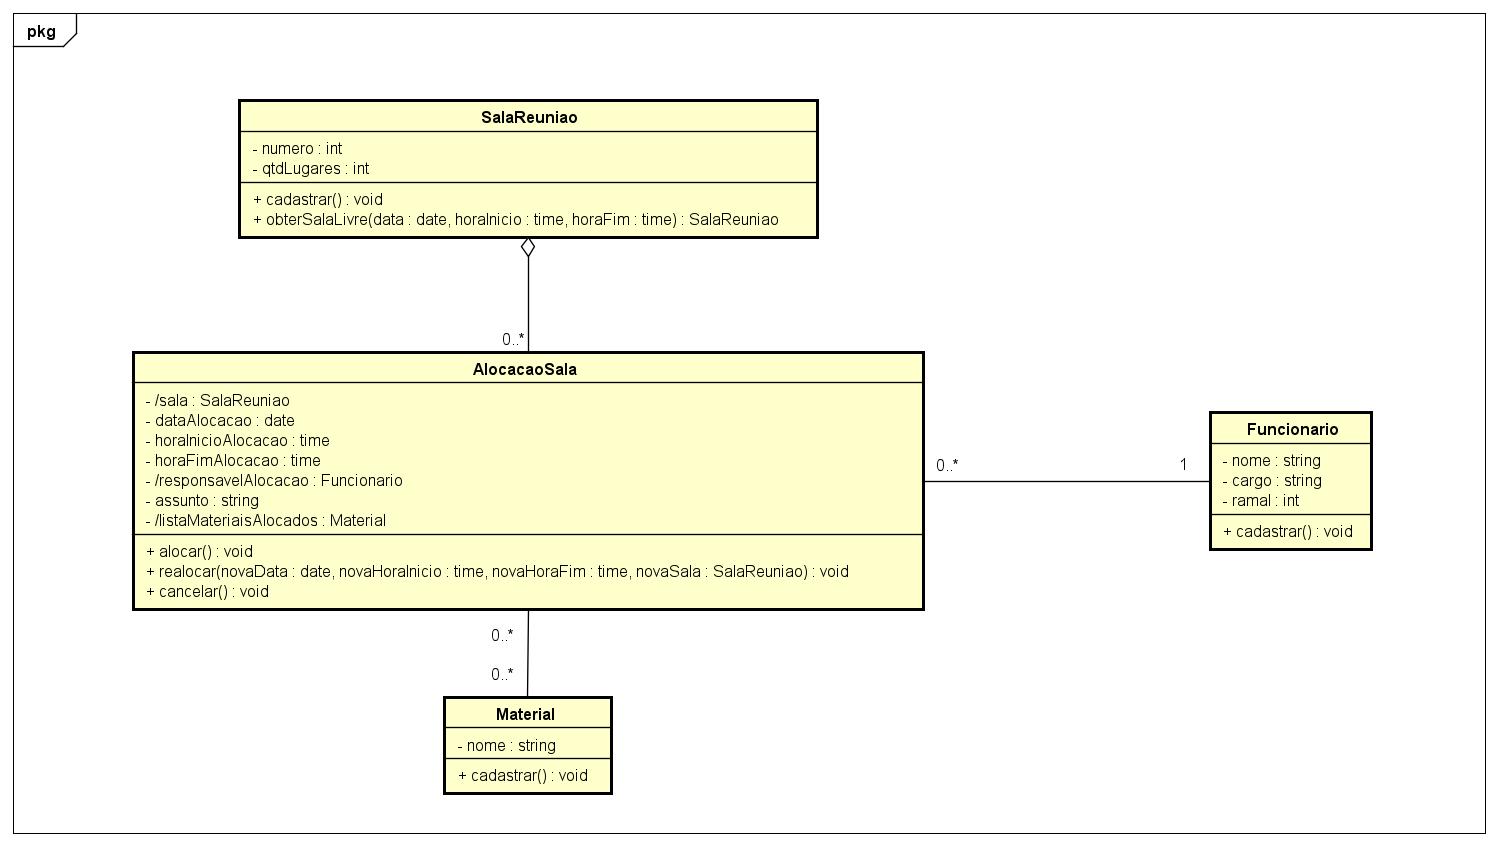 pkg
SalaReuniao
- numero : int
- qtdLugares : int
+ cadastrar() : void
+ obterSalaLivre(data : date, horaInicio : time, horaFim : time) : SalaReuniao
0..*
AlocacaoSala
- /sala : SalaReuniao
- dataAlocacao : date
- horaInicioAlocacao : time
- horaFimAlocacao : time
- /responsavelAlocacao : Funcionario
- assunto : string
- /listaMateriaisAlocados : Material
+ alocar() : void
+ realocar(novaData : date, novaHoraInicio : time, novaHoraFim : time, novaSala : SalaReuniao) : void
+ cancelar() : void
0..*
1
Funcionario
- nome : string
- cargo : string
- ramal : int
+ cadastrar() : void
0..*
0..*
Material
- nome : string
+ cadastrar() : void